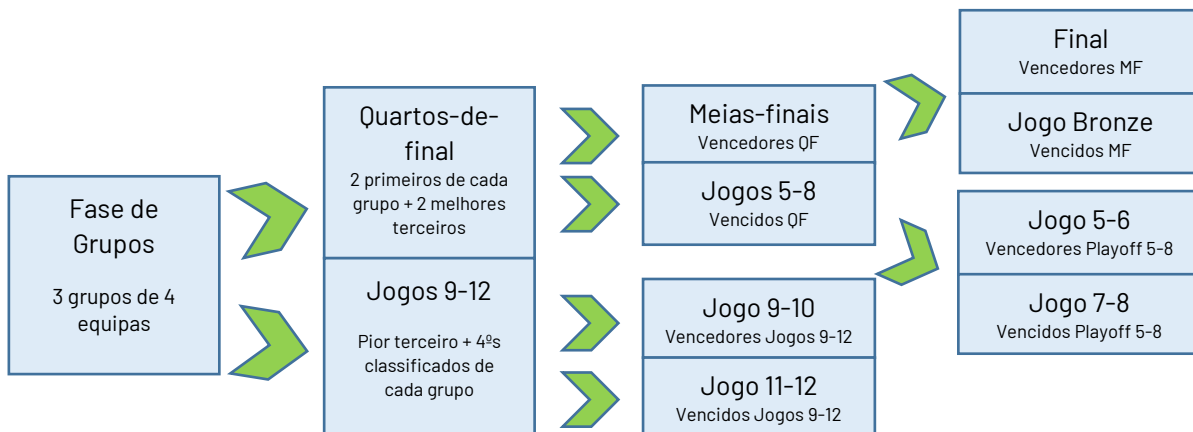 Fase de
Grupos
3 grupos de 4
equipas
Quartos-de-
final
2 primeiros de cada
grupo + 2 melhores
terceiros
Jogos 9-12
Pior terceiro + 4ºs
classificados de
cada grupo
Meias-finais
Vencedores QF
Jogos 5-8
Vencidos QF
Jogo 9-10
Vencedores Jogos 9-12
Jogo 11-12
Vencidos Jogos 9-12
Final
Vencedores MF
Jogo Bronze
Vencidos MF
Jogo 5-6
Vencedores Playoff 5-8
Jogo 7-8
Vencidos Playoff 5-8